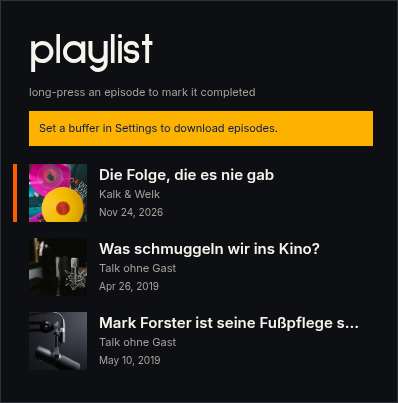 playlist
long-press an episode to mark it completed
Set a buffer in Settings to download episodes.
Die Folge, die es nie gab
Kalk & Welk
Nov 24, 2026
Was schmuggeln wir ins Kino?
Talk ohne Gast
Apr 26, 2019
Mark Forster ist seine Fußpflege s...
Talk ohne Gast
May 10, 2019